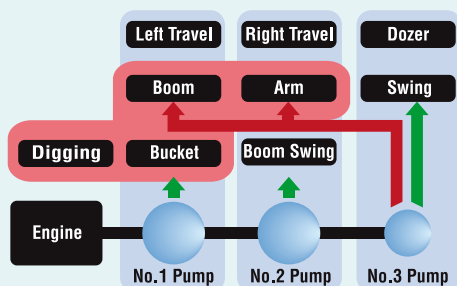 Left Travel
Right Travel
Dozer
Boom
Arm
Swing
Digging
Bucket
Boom Swing
Engine
No.1 Pump
No.2 Pump
No.3 Pump